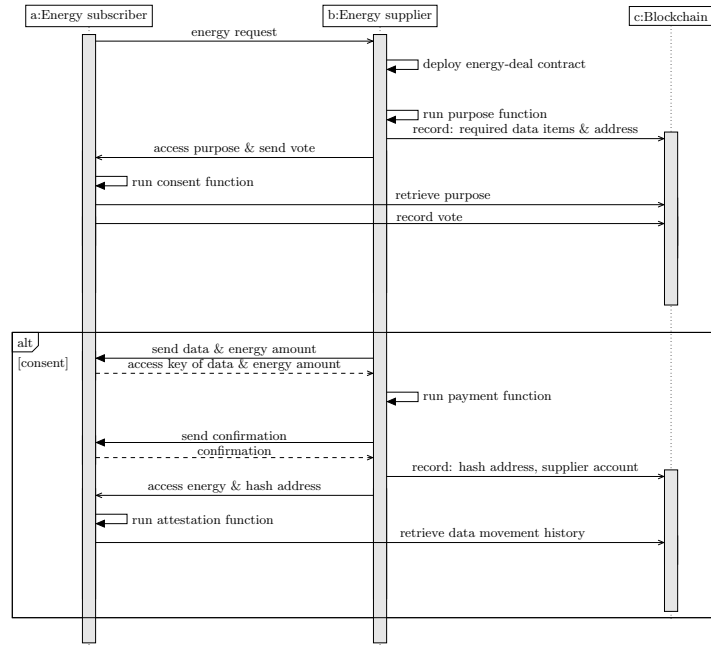 a:Energy subscriber
b:Energy supplier
c:Blockchain
energy request
deploy energy-deal contract
run purpose function
record: required data items & address
access purpose & send vote
run consent function
retrieve purpose
record vote
alt
[consent]
send data & energy amount
access key of data & energy amount
run payment function
send confirmation
confirmation
record: hash address, supplier account
access energy & hash address
run attestation function
retrieve data movement history